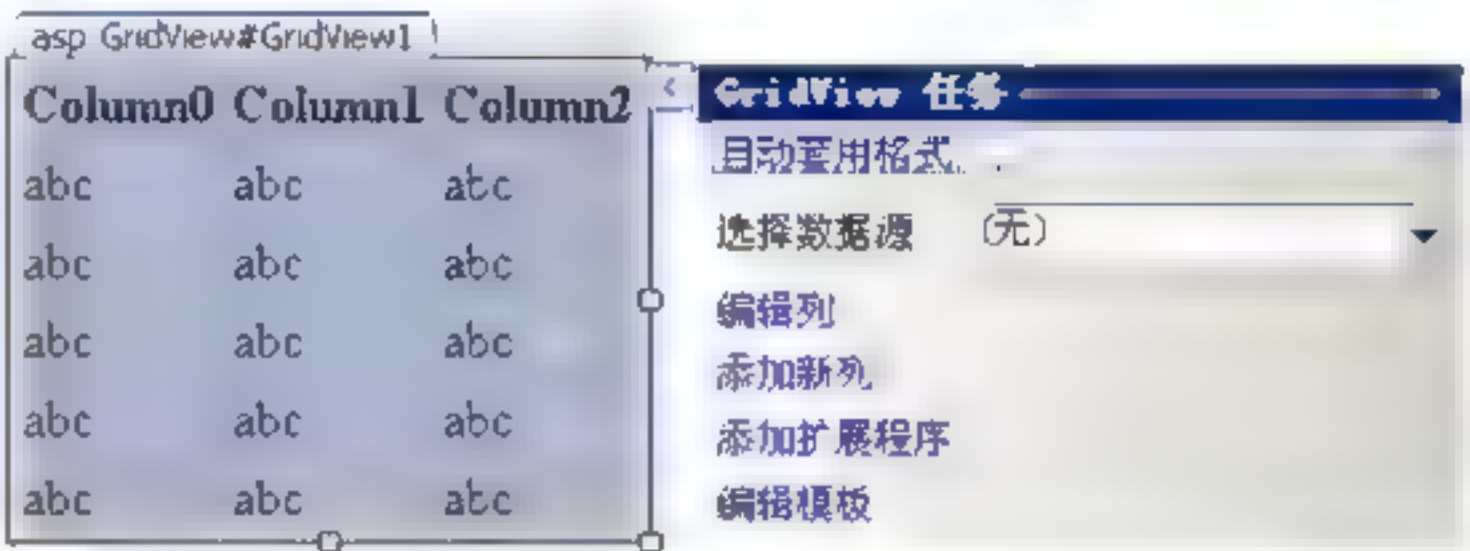 asp GridView#GridView1
Column0 Column1 Column2
abc abc abc
abc abc abc
abc abc abc
abc abc abc
abc abc abc
<
GridView 任务
自动套用格式
选择数据源 (无)
编辑列
添加新列
添加扩展程序
编辑模板